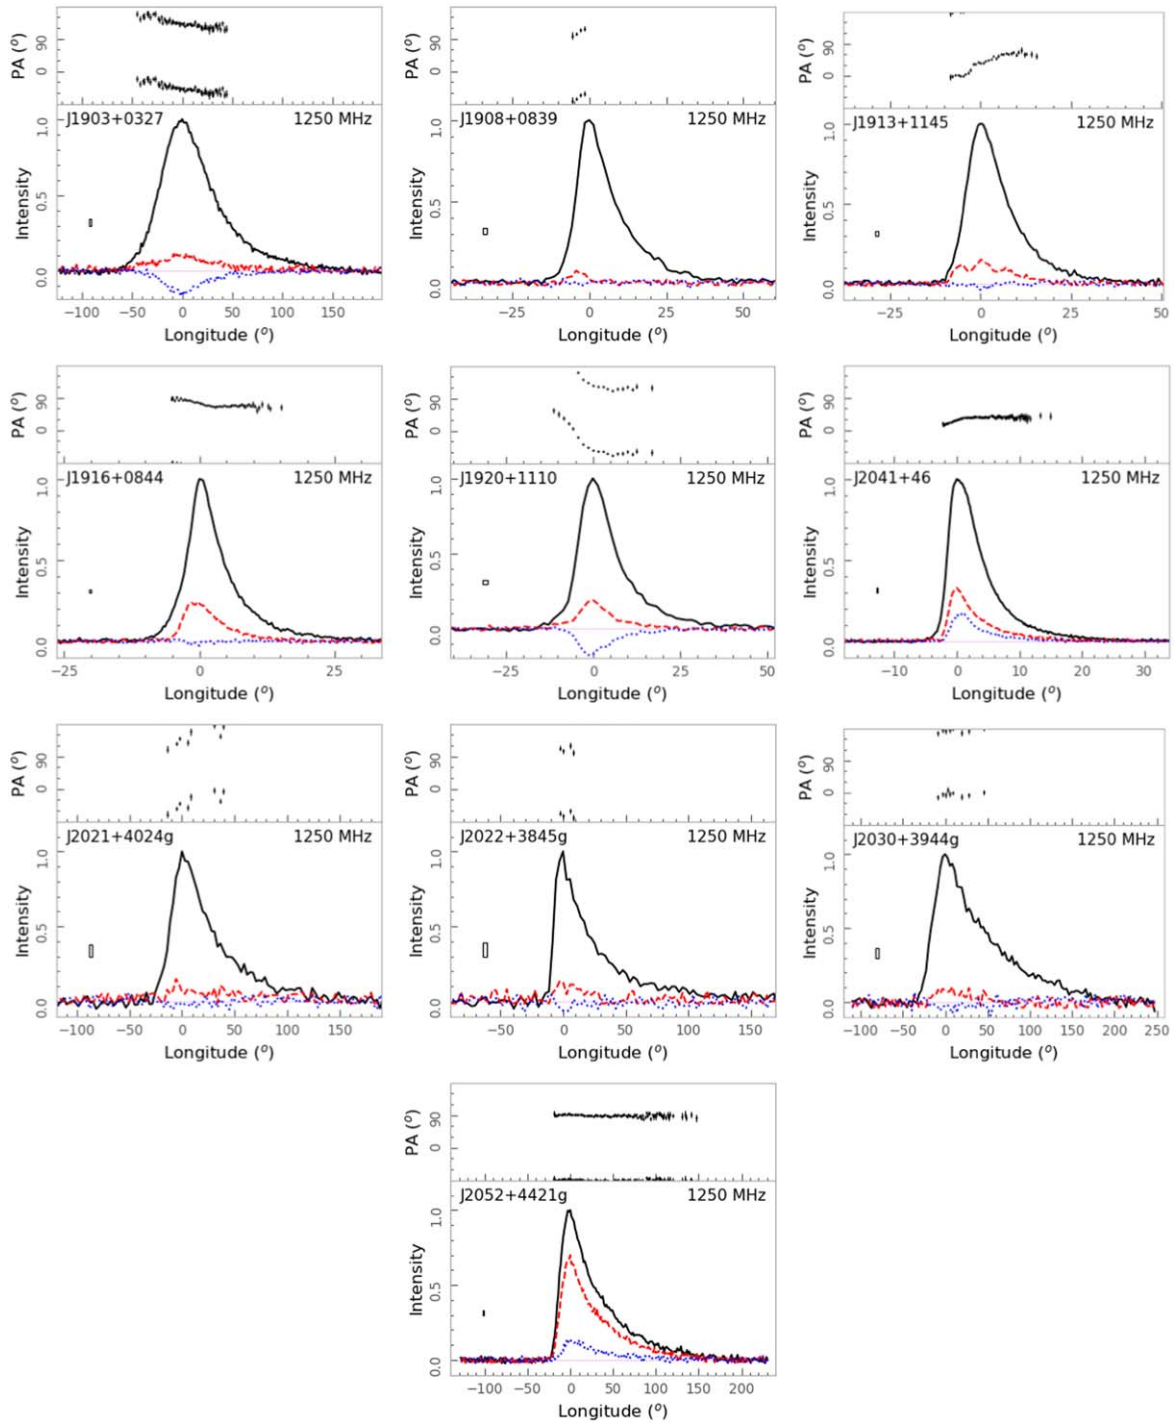 PA (°) 90 0
J1903+0327 1250 MHz
Intensity 1.0 0.5 0.0
−100 −50 0 50 100 150
Longitude (°)
PA (°) 90 0
J1908+0839 1250 MHz
Intensity 1.0 0.5 0.0
−25 0 25 50
Longitude (°)
PA (°) 90 0
J1913+1145 1250 MHz
Intensity 1.0 0.5 0.0
−25 0 25 50
Longitude (°)
PA (°) 90 0
J1916+0844 1250 MHz
Intensity 1.0 0.5 0.0
−25 0 25
Longitude (°)
PA (°) 90 0
J1920+1110 1250 MHz
Intensity 1.0 0.5 0.0
−25 0 25 50
Longitude (°)
PA (°) 90 0
J2041+46 1250 MHz
Intensity 1.0 0.5 0.0
−10 0 10 20 30
Longitude (°)
PA (°) 90 0
J2021+4024g 1250 MHz
Intensity 1.0 0.5 0.0
−100 −50 0 50 100 150
Longitude (°)
PA (°) 90 0
J2022+3845g 1250 MHz
Intensity 1.0 0.5 0.0
−50 0 50 100 150
Longitude (°)
PA (°) 90 0
J2030+3944g 1250 MHz
Intensity 1.0 0.5 0.0
−100 −50 0 50 100 150 200 250
Longitude (°)
PA (°) 90 0
J2052+4421g 1250 MHz
Intensity 1.0 0.5 0.0
−100 −50 0 50 100 150 200
Longitude (°)